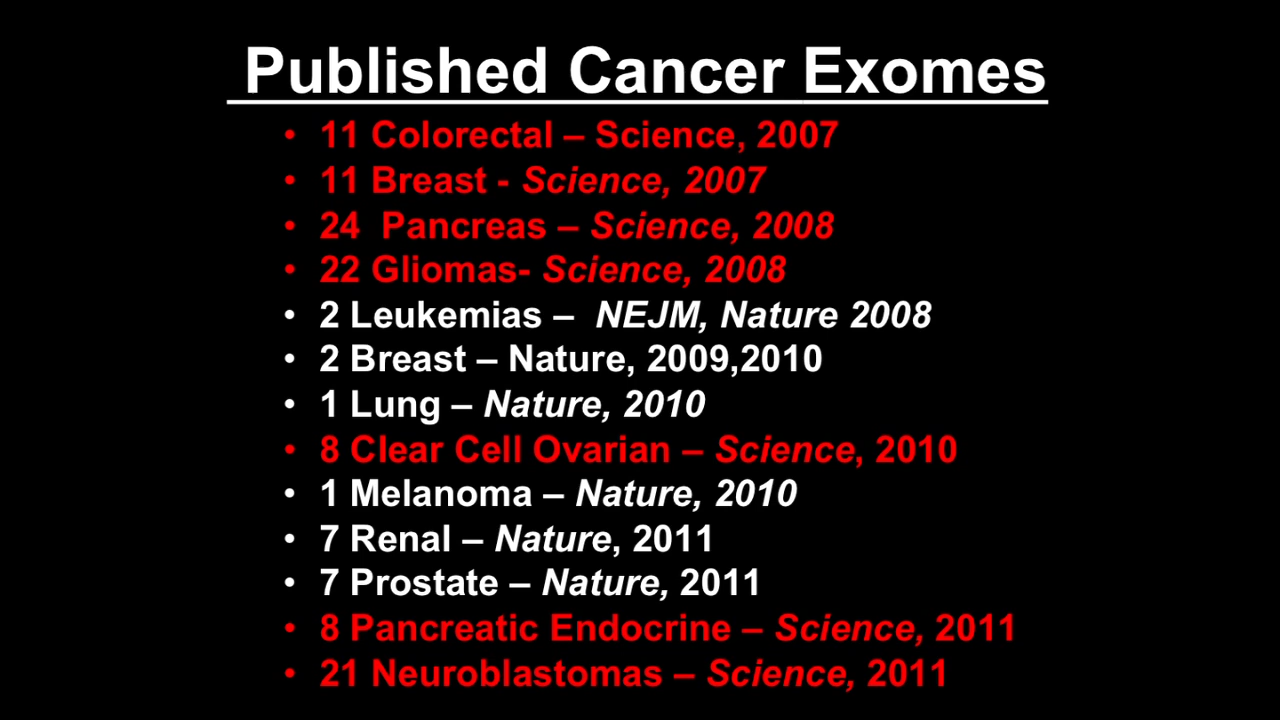 Published Cancer Exomes
• 11 Colorectal – Science, 2007
• 11 Breast - Science, 2007
• 24 Pancreas – Science, 2008
• 22 Gliomas- Science, 2008
• 2 Leukemias – NEJM, Nature 2008
• 2 Breast – Nature, 2009,2010
• 1 Lung – Nature, 2010
• 8 Clear Cell Ovarian – Science, 2010
• 1 Melanoma – Nature, 2010
• 7 Renal – Nature, 2011
• 7 Prostate – Nature, 2011
• 8 Pancreatic Endocrine – Science, 2011
• 21 Neuroblastomas – Science, 2011